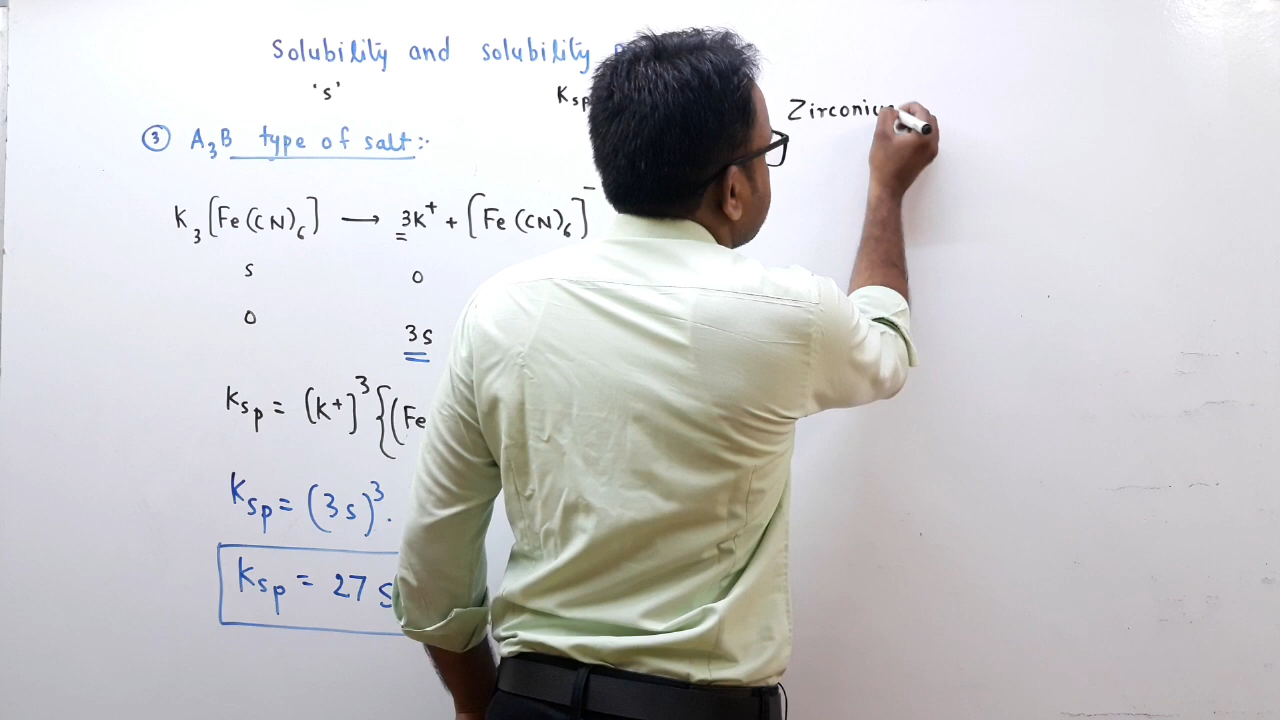 Solubility and solubility
'S' Ksp
③ A₃B type of salt:-
K₃[Fe(CN)₆] ⟶ 3K⁺ + [Fe(CN)₆]⁻
S 0
0 3S
Ksp = (K⁺]³{(Fe
Ksp = (3s)³.
Ksp = 27 S
Zirconiu